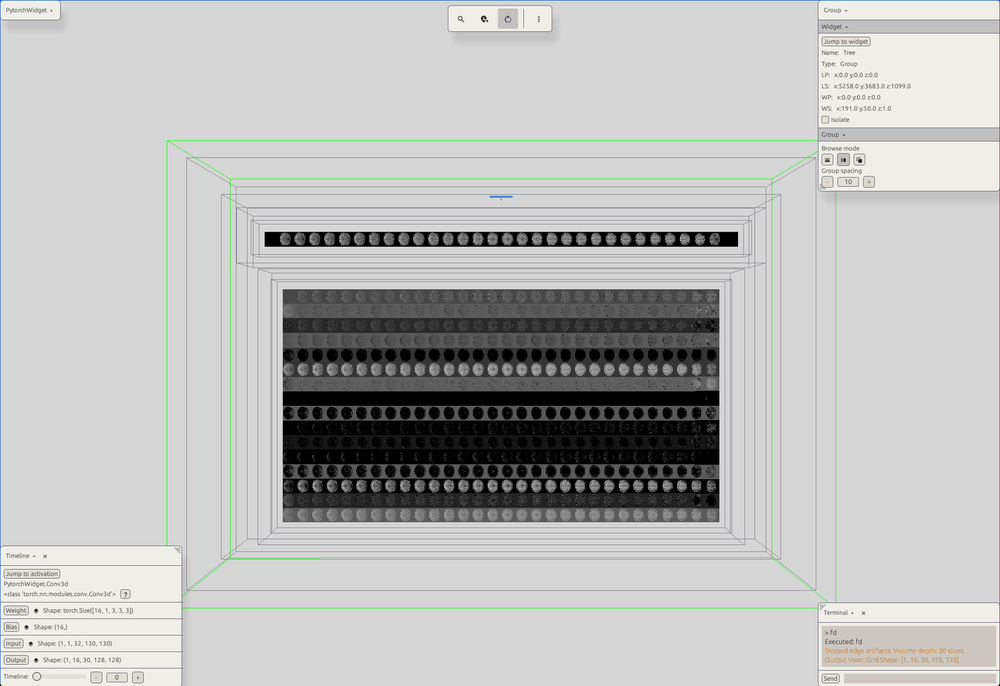 PytorchWidget
Group
Widget
Jump to widget
Name: Tree
Type: Group
LP: x:0.0 y:0.0 z:0.0
LS: x:5258.0 y:3683.0 z:1099.0
WP: x:0.0 y:0.0 z:0.0
WS: x:191.0 y:50.0 z:1.0
Isolate
Group
Browse mode
Group spacing
- 10 +
Timeline
Jump to activation
PytorchWidget.Conv3d
<class 'torch.nn.modules.conv.Conv3d'> ?
Weight Shape: torch.Size([16, 1, 3, 3, 3])
Bias Shape: (16,)
Input Shape: (1, 1, 32, 130, 130)
Output Shape: (1, 16, 30, 128, 128)
Timeline: - 0 +
Terminal
> fd
Executed: fd
Skipped edge artifacts. Volume depth: 30 slices.
Output Voxel Grid Shape: [1, 16, 30, 128, 128]
Send